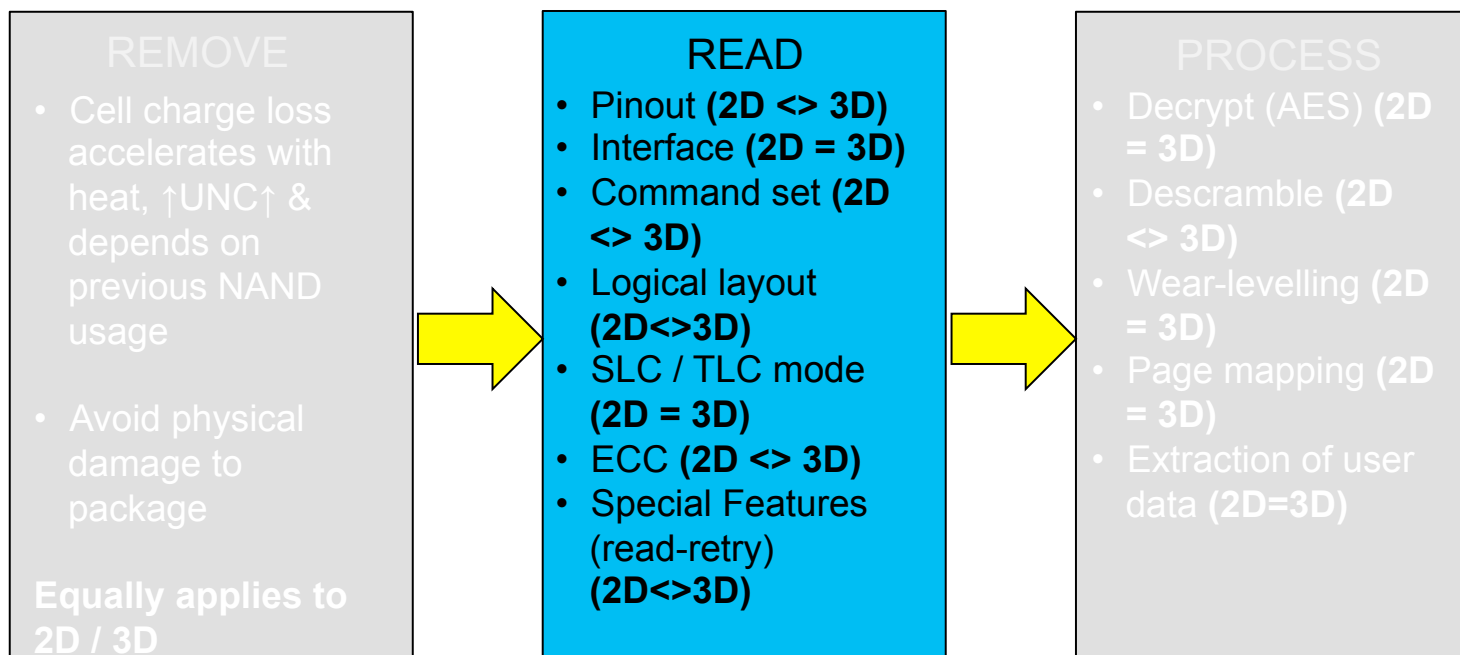 REMOVE
• Cell charge loss
accelerates with
heat, ↑UNC↑ &
depends on
previous NAND
usage
• Avoid physical
damage to
package
Equally applies to
2D / 3D
READ
• Pinout (2D <> 3D)
• Interface (2D = 3D)
• Command set (2D
<> 3D)
• Logical layout
(2D<>3D)
• SLC / TLC mode
(2D = 3D)
• ECC (2D <> 3D)
• Special Features
(read-retry)
(2D<>3D)
PROCESS
• Decrypt (AES) (2D
= 3D)
• Descramble (2D
<> 3D)
• Wear-levelling (2D
= 3D)
• Page mapping (2D
= 3D)
• Extraction of user
data (2D=3D)